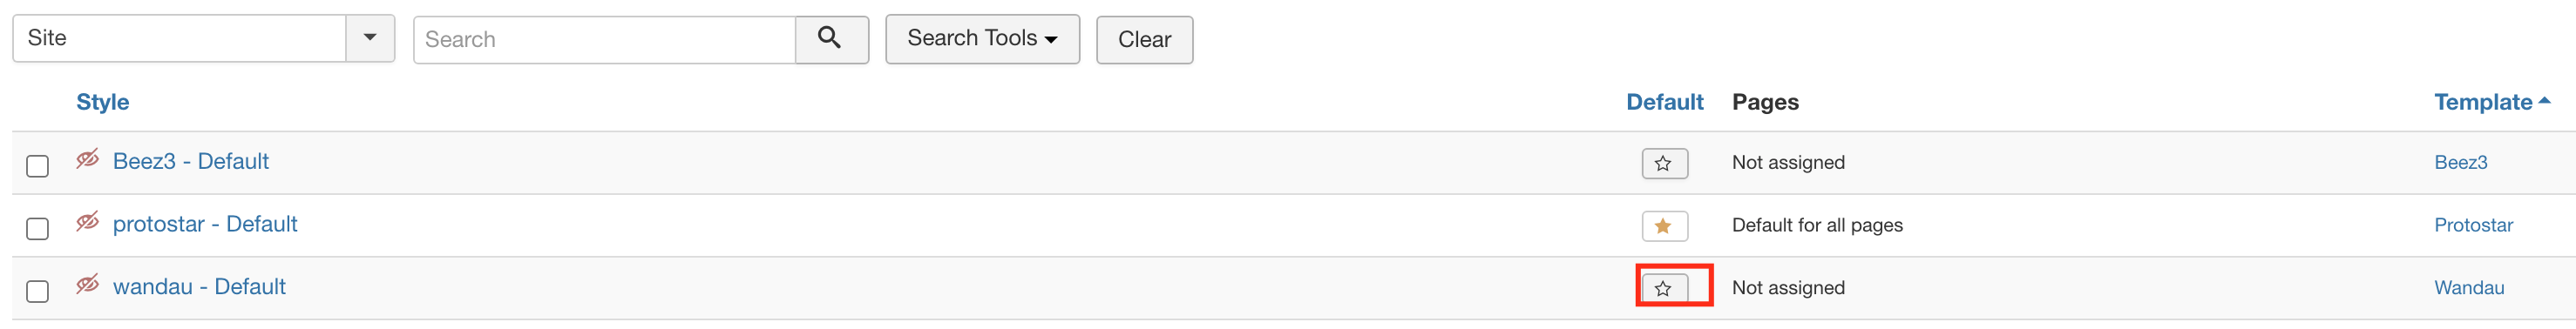 Site Search Search Tools Clear
Style Default Pages Template
Beez3 - Default Not assigned Beez3
protostar - Default Default for all pages Protostar
wandau - Default Not assigned Wandau